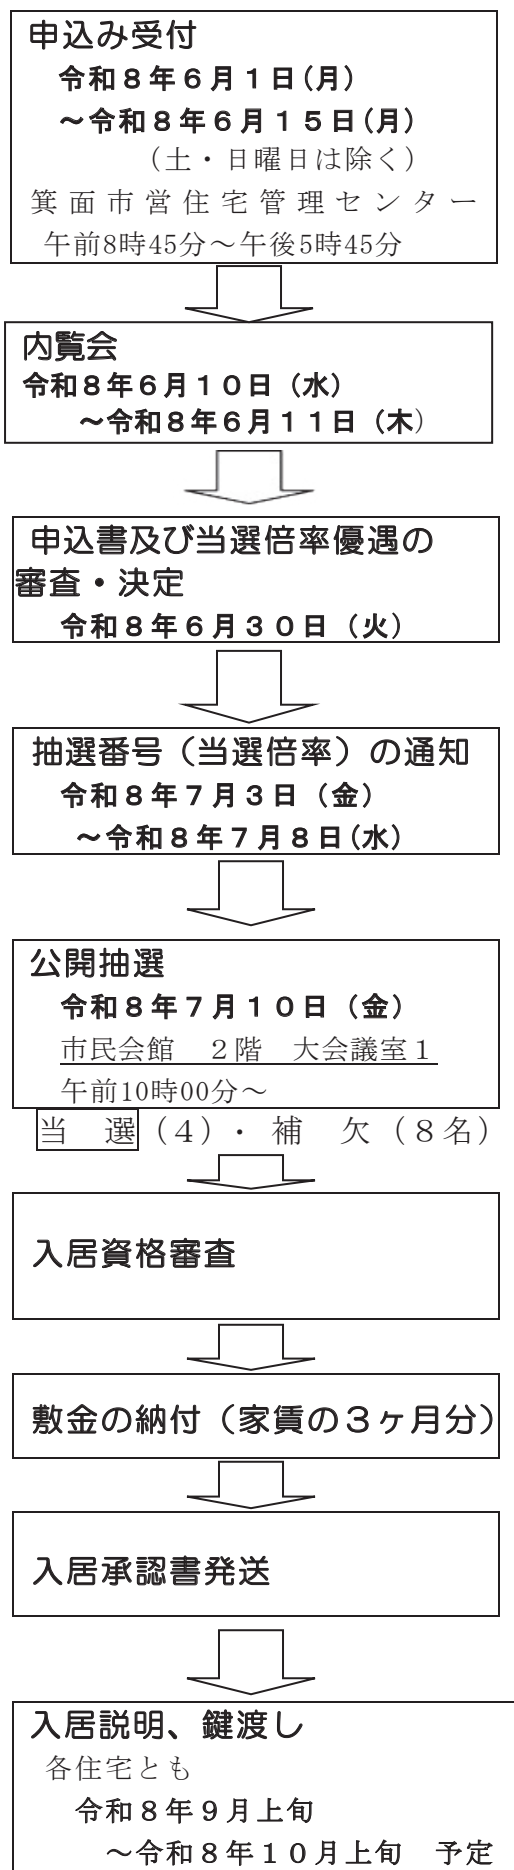 申込み受付
令和８年６月１日(月)
～令和８年６月１５日(月)
（土・日曜日は除く）
箕面市営住宅管理センター
午前8時45分～午後5時45分
内覧会
令和８年６月１０日（水）
～令和８年６月１１日（木）
申込書及び当選倍率優遇の
審査・決定
令和８年６月３０日（火）
抽選番号（当選倍率）の通知
令和８年７月３日（金）
～令和８年７月８日(水)
公開抽選
令和８年７月１０日（金）
市民会館　２階　大会議室１
午前10時00分～
当　選（４）・補　欠（８名）
入居資格審査
敷金の納付（家賃の３ヶ月分）
入居承認書発送
入居説明、鍵渡し
各住宅とも
令和８年９月上旬
～令和８年１０月上旬　予定